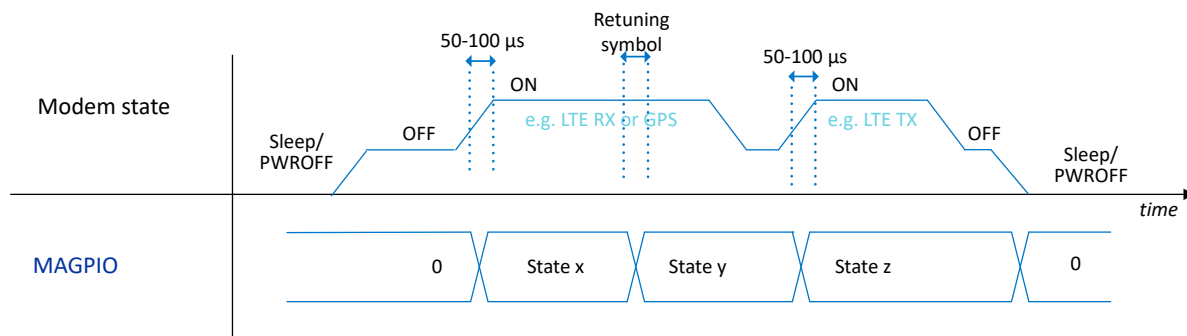 Retuning
symbol
50-100 µs
50-100 µs
ON
ON
Modem state
e.g. LTE RX or GPS
e.g. LTE TX
OFF
OFF
Sleep/
PWROFF
Sleep/
PWROFF
time
MAGPIO
0
State x
State y
State z
0